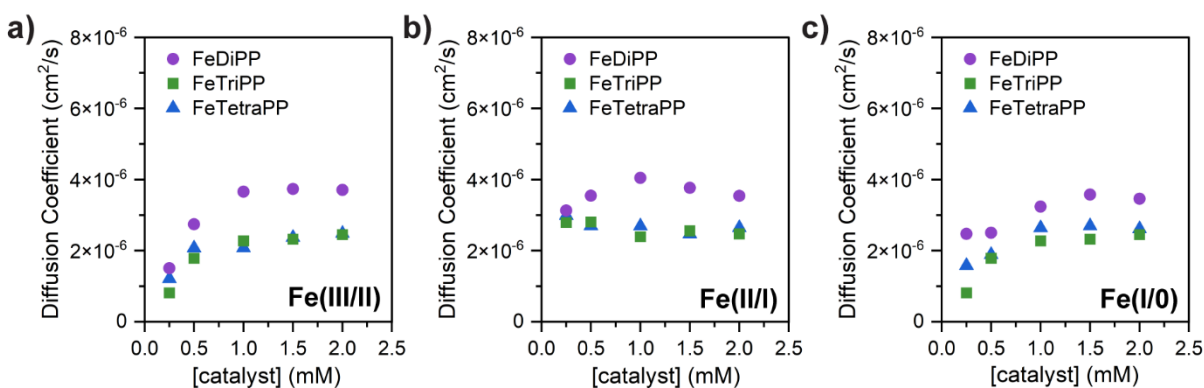 a)
Diffusion Coefficient (cm²/s)
8×10⁻⁶
6×10⁻⁶
4×10⁻⁶
2×10⁻⁶
0
FeDiPP
FeTriPP
FeTetraPP
Fe(III/II)
0.0 0.5 1.0 1.5 2.0 2.5
[catalyst] (mM)
b)
Diffusion Coefficient (cm²/s)
8×10⁻⁶
6×10⁻⁶
4×10⁻⁶
2×10⁻⁶
0
FeDiPP
FeTriPP
FeTetraPP
Fe(II/I)
0.0 0.5 1.0 1.5 2.0 2.5
[catalyst] (mM)
c)
Diffusion Coefficient (cm²/s)
8×10⁻⁶
6×10⁻⁶
4×10⁻⁶
2×10⁻⁶
0
FeDiPP
FeTriPP
FeTetraPP
Fe(I/0)
0.0 0.5 1.0 1.5 2.0 2.5
[catalyst] (mM)